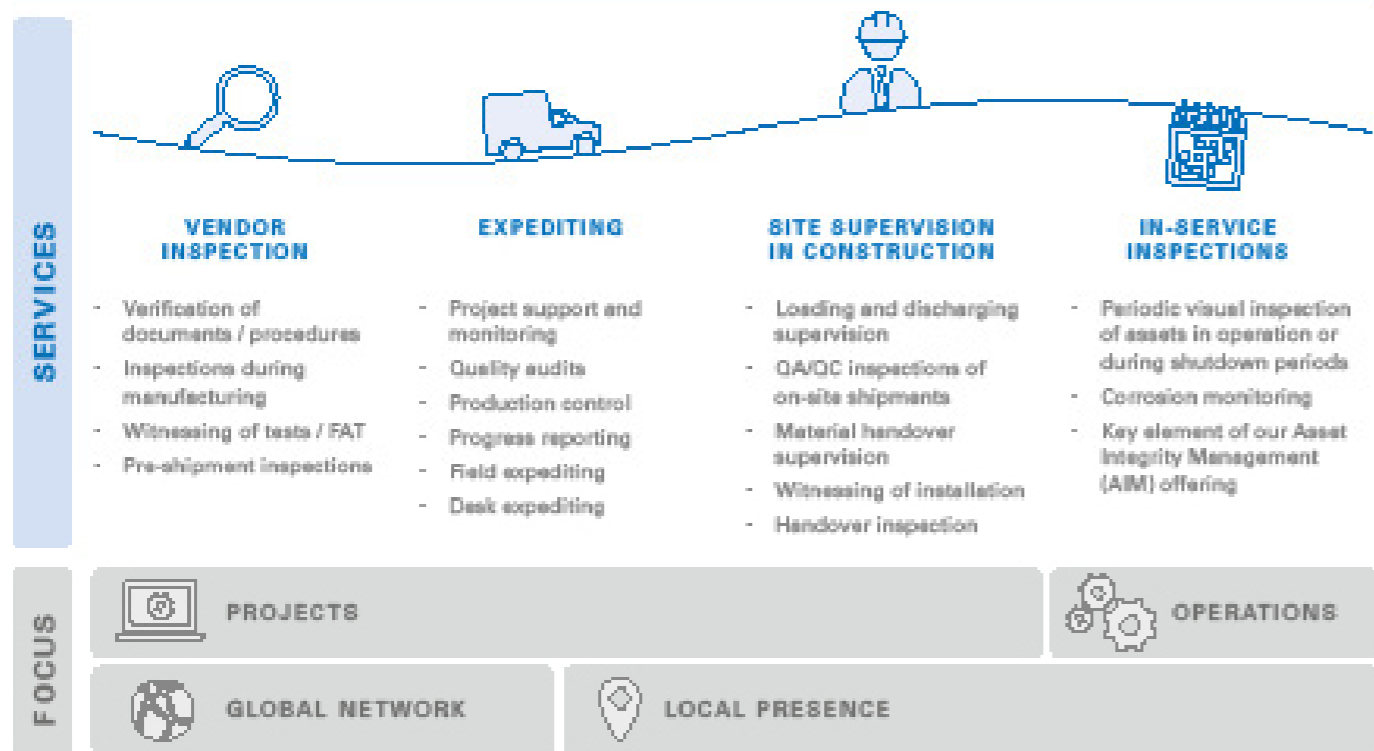 SERVICES
VENDOR
INSPECTION
- Verification of
documents / procedures
- Inspections during
manufacturing
- Witnessing of tests / FAT
- Pre-shipment inspections
EXPEDITING
- Project support and
monitoring
- Quality audits
- Production control
- Progress reporting
- Field expediting
- Desk expediting
SITE SUPERVISION
IN CONSTRUCTION
- Loading and discharging
supervision
- QA/QC inspections of
on-site shipments
- Material handover
supervision
- Witnessing of installation
- Handover inspection
IN-SERVICE
INSPECTIONS
- Periodic visual inspection
of assets in operation or
during shutdown periods
- Corrosion monitoring
- Key element of our Asset
Integrity Management
(AIM) offering
FOCUS
PROJECTS
OPERATIONS
GLOBAL NETWORK
LOCAL PRESENCE